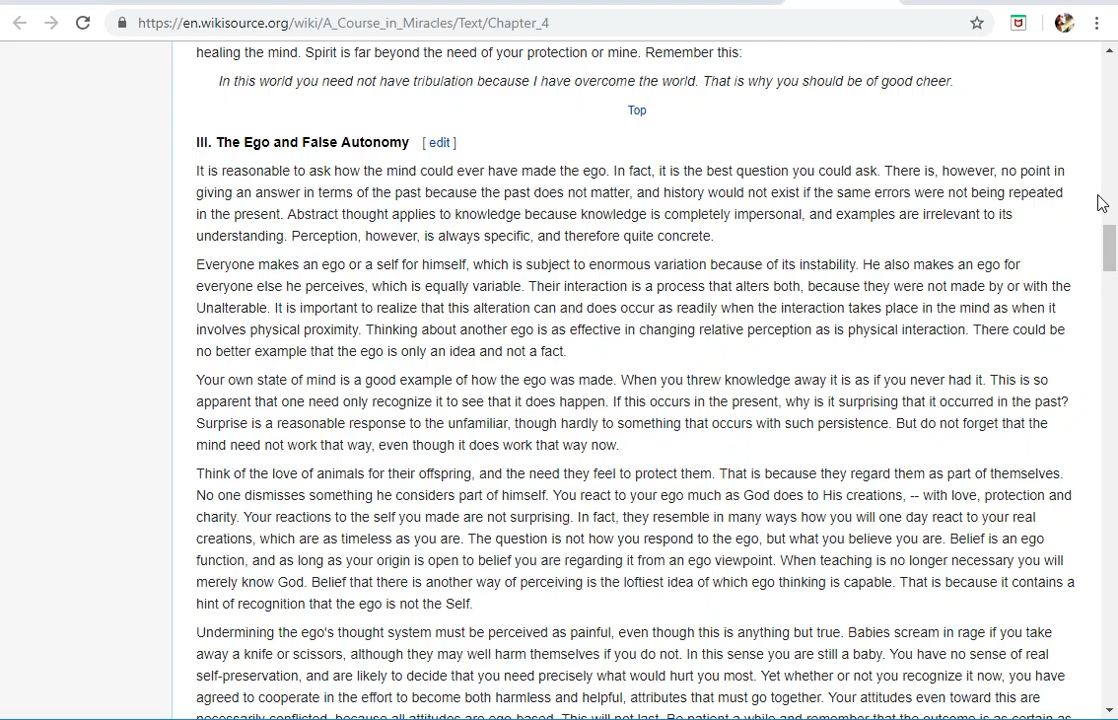 https://en.wikisource.org/wiki/A_Course_in_Miracles/Text/Chapter_4
healing the mind. Spirit is far beyond the need of your protection or mine. Remember this:
In this world you need not have tribulation because I have overcome the world. That is why you should be of good cheer.
Top
III. The Ego and False Autonomy [ edit ]
It is reasonable to ask how the mind could ever have made the ego. In fact, it is the best question you could ask. There is, however, no point in
giving an answer in terms of the past because the past does not matter, and history would not exist if the same errors were not being repeated
in the present. Abstract thought applies to knowledge because knowledge is completely impersonal, and examples are irrelevant to its
understanding. Perception, however, is always specific, and therefore quite concrete.
Everyone makes an ego or a self for himself, which is subject to enormous variation because of its instability. He also makes an ego for
everyone else he perceives, which is equally variable. Their interaction is a process that alters both, because they were not made by or with the
Unalterable. It is important to realize that this alteration can and does occur as readily when the interaction takes place in the mind as when it
involves physical proximity. Thinking about another ego is as effective in changing relative perception as is physical interaction. There could be
no better example that the ego is only an idea and not a fact.
Your own state of mind is a good example of how the ego was made. When you threw knowledge away it is as if you never had it. This is so
apparent that one need only recognize it to see that it does happen. If this occurs in the present, why is it surprising that it occurred in the past?
Surprise is a reasonable response to the unfamiliar, though hardly to something that occurs with such persistence. But do not forget that the
mind need not work that way, even though it does work that way now.
Think of the love of animals for their offspring, and the need they feel to protect them. That is because they regard them as part of themselves.
No one dismisses something he considers part of himself. You react to your ego much as God does to His creations, -- with love, protection and
charity. Your reactions to the self you made are not surprising. In fact, they resemble in many ways how you will one day react to your real
creations, which are as timeless as you are. The question is not how you respond to the ego, but what you believe you are. Belief is an ego
function, and as long as your origin is open to belief you are regarding it from an ego viewpoint. When teaching is no longer necessary you will
merely know God. Belief that there is another way of perceiving is the loftiest idea of which ego thinking is capable. That is because it contains a
hint of recognition that the ego is not the Self.
Undermining the ego's thought system must be perceived as painful, even though this is anything but true. Babies scream in rage if you take
away a knife or scissors, although they may well harm themselves if you do not. In this sense you are still a baby. You have no sense of real
self-preservation, and are likely to decide that you need precisely what would hurt you most. Yet whether or not you recognize it now, you have
agreed to cooperate in the effort to become both harmless and helpful, attributes that must go together. Your attitudes even toward this are
necessarily conflicted, because all attitudes are ego-based. This will not last. Be patient a while and remember that the outcome is as certain as